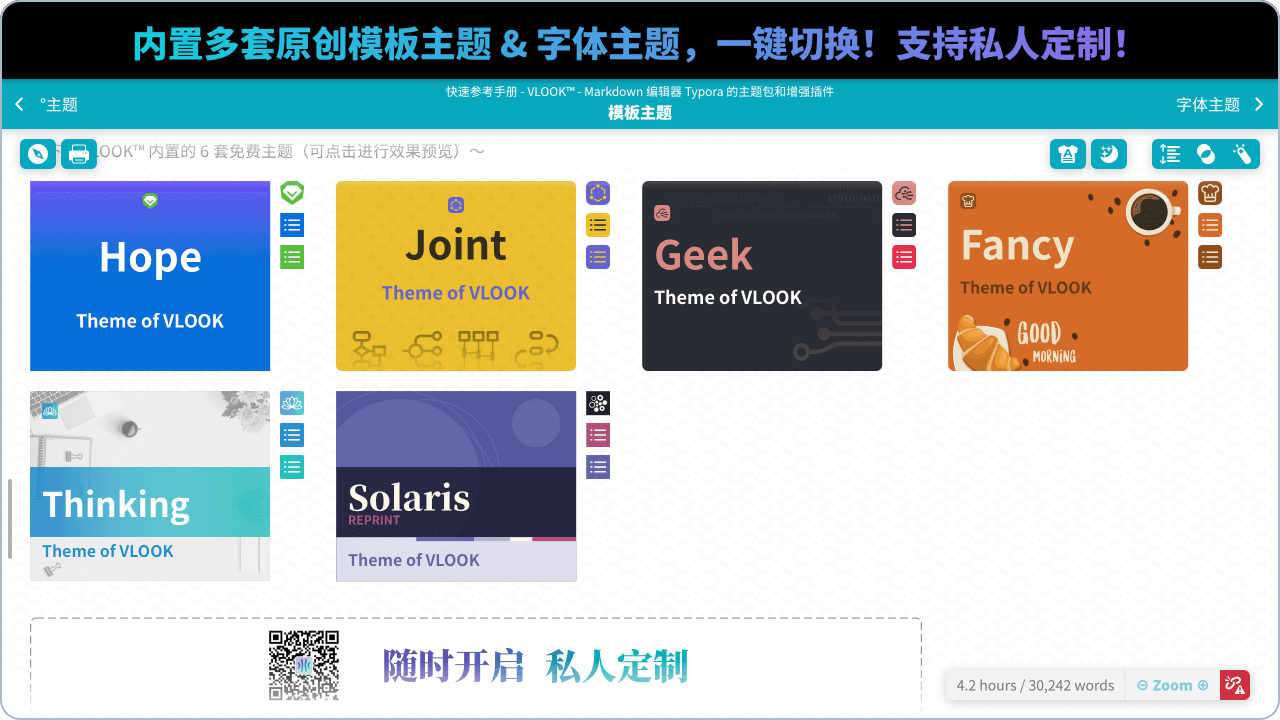 内置多套原创模板主题 & 字体主题，一键切换！支持私人定制！
°主题
快速参考手册 - VLOOK™ - Markdown 编辑器 Typora 的主题包和增强插件
模板主题
字体主题
LOOK™ 内置的 6 套免费主题（可点击进行效果预览）～
Hope
Theme of VLOOK
Joint
Theme of VLOOK
Geek
Theme of VLOOK
Fancy
Theme of VLOOK
GOOD
MORNING
Thinking
Theme of VLOOK
Solaris
REPRINT
Theme of VLOOK
随时开启 私人定制
4.2 hours / 30,242 words
Zoom